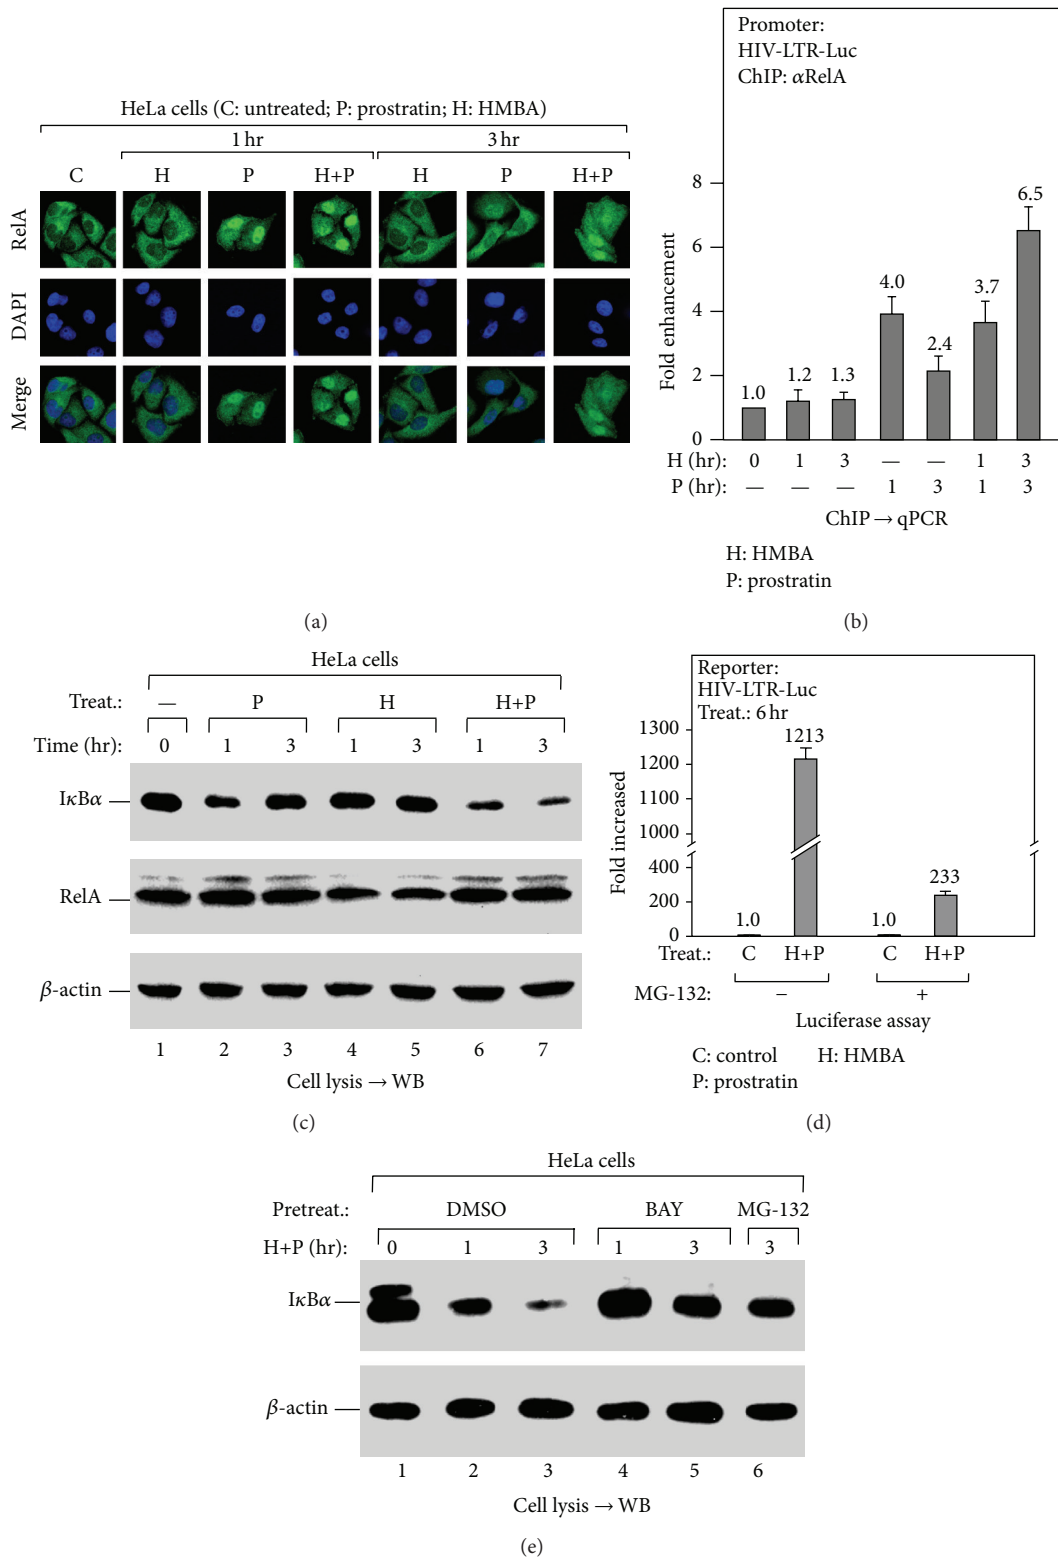 HeLa cells (C: untreated; P: prostratin; H: HMBA)
1 hr 3 hr
C H P H+P H P H+P
RelA
DAPI
Merge
(a)
Promoter:
HIV-LTR-Luc
ChIP: αRelA
Fold enhancement
8
6
4
2
0
1.0 1.2 1.3 4.0 2.4 3.7 6.5
H (hr): 0 1 3 — — 1 3
P (hr): — — — 1 3 1 3
ChIP → qPCR
H: HMBA
P: prostratin
(b)
HeLa cells
Treat.: — P H H+P
Time (hr): 0 1 3 1 3 1 3
IκBα
RelA
β-actin
1 2 3 4 5 6 7
Cell lysis → WB
(c)
Reporter:
HIV-LTR-Luc
Treat.: 6 hr
Fold increased
1300
1200
1100
1000
400
200
0
1.0 1213 1.0 233
Treat.: C H+P C H+P
MG-132: − +
Luciferase assay
C: control H: HMBA
P: prostratin
(d)
HeLa cells
Pretreat.: DMSO BAY MG-132
H+P (hr): 0 1 3 1 3 3
IκBα
β-actin
1 2 3 4 5 6
Cell lysis → WB
(e)